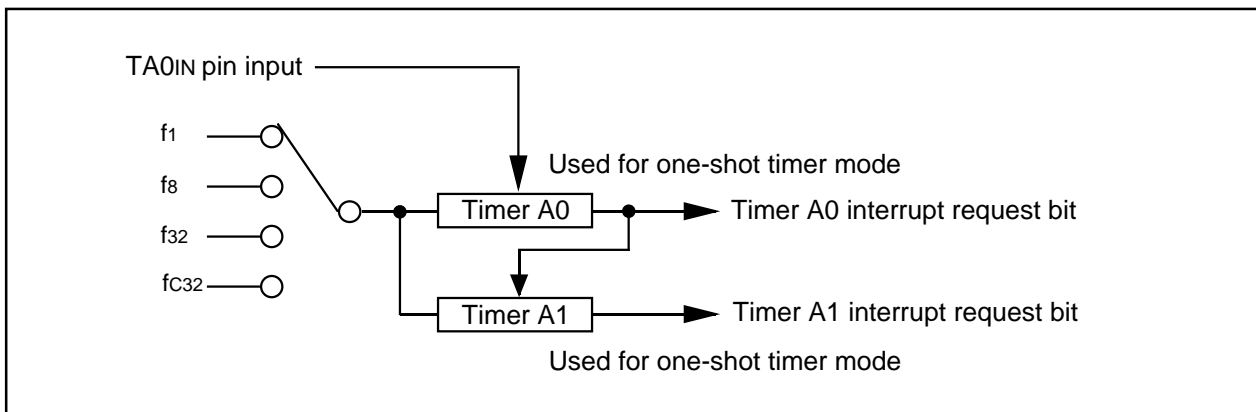 TA0IN pin input
f1
f8
f32
fC32
Used for one-shot timer mode
Timer A0
Timer A0 interrupt request bit
Timer A1
Timer A1 interrupt request bit
Used for one-shot timer mode